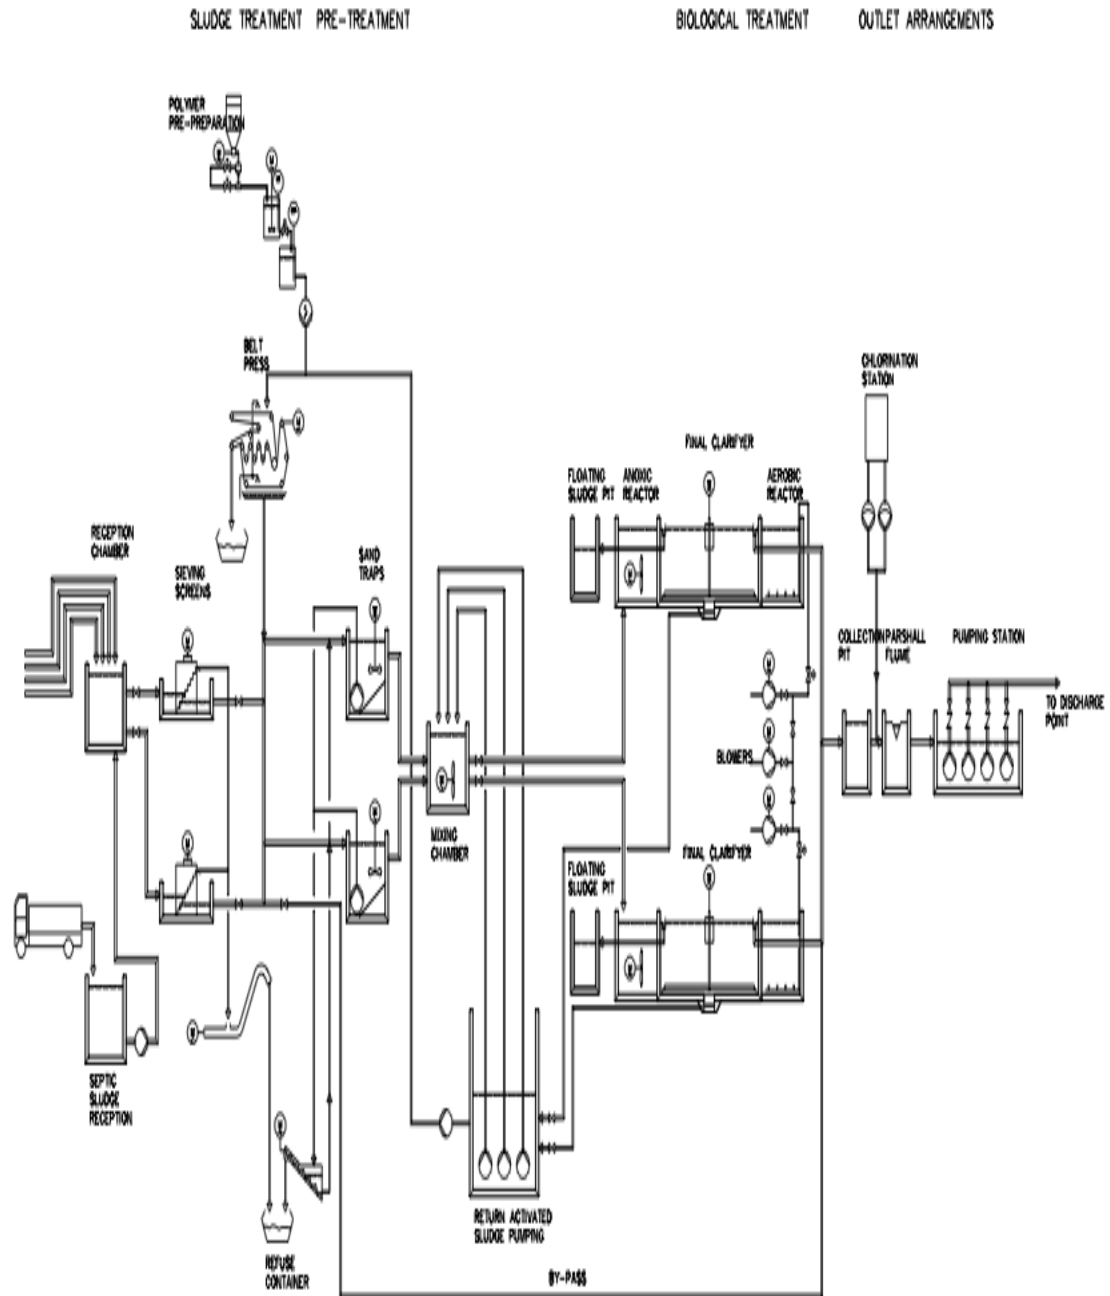 SLUDGE TREATMENT PRE-TREATMENT
BIOLOGICAL TREATMENT
OUTLET ARRANGEMENTS
POLYMER
PRE-PREPARATION
BELT
PRESS
CHLORINATION
STATION
FINAL CLARIFYER
FLOATING
SLUDGE PIT
ANOXIC
REACTOR
AEROBIC
REACTOR
RECEPTION
CHAMBER
SIEVING
SCREENS
SAND
TRAPS
COLLECTION
PIT
PARSHALL
FLUME
PUMPING STATION
TO DISCHARGE
POINT
BLOWERS
MIXING
CHAMBER
FINAL CLARIFYER
FLOATING
SLUDGE PIT
SEPTIC
SLUDGE
RECEPTION
RETURN ACTIVATED
SLUDGE PUMPING
REFUSE
CONTAINER
BY-PASS